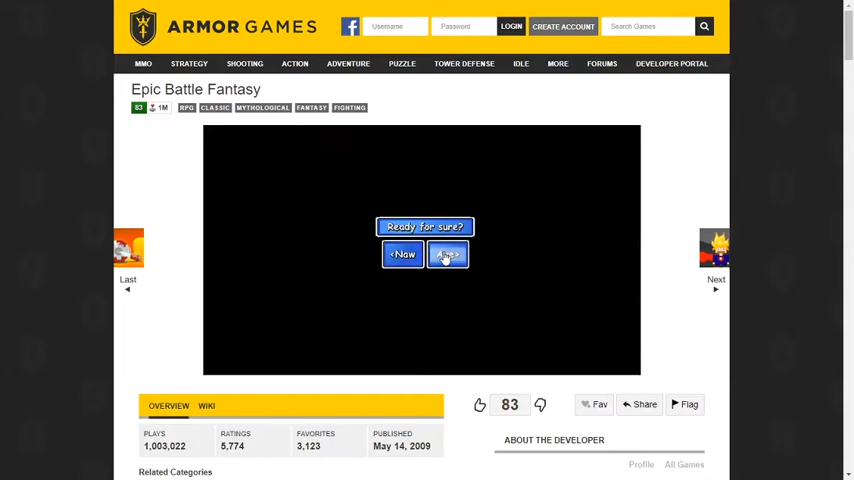 ARMOR GAMES
Username
Password
LOGIN
CREATE ACCOUNT
Search Games
MMO STRATEGY SHOOTING ACTION ADVENTURE PUZZLE TOWER DEFENSE IDLE MORE FORUMS DEVELOPER PORTAL
Epic Battle Fantasy
83 1M RPG CLASSIC MYTHOLOGICAL FANTASY FIGHTING
Ready for sure?
<Naw
Last
Next
OVERVIEW WIKI
83
Fav
Share
Flag
PLAYS RATINGS FAVORITES PUBLISHED
1,003,022 5,774 3,123 May 14, 2009
ABOUT THE DEVELOPER
Profile All Games
Related Categories